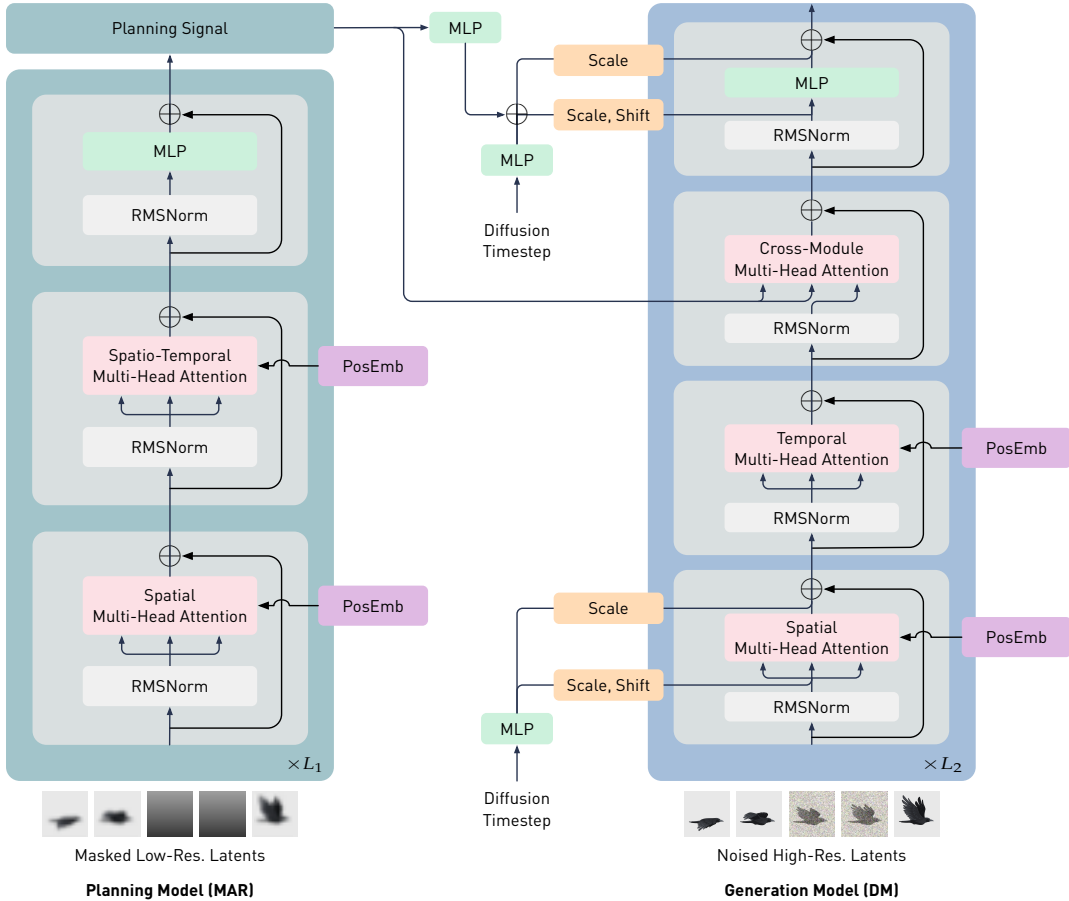 Planning Signal
MLP
RMSNorm
Spatio-Temporal
Multi-Head Attention
PosEmb
RMSNorm
Spatial
Multi-Head Attention
PosEmb
RMSNorm
× L1
Masked Low-Res. Latents
Planning Model (MAR)
MLP
Scale
Scale, Shift
MLP
Diffusion
Timestep
Scale
Scale, Shift
MLP
Diffusion
Timestep
MLP
RMSNorm
Cross-Module
Multi-Head Attention
RMSNorm
Temporal
Multi-Head Attention
PosEmb
RMSNorm
Spatial
Multi-Head Attention
PosEmb
RMSNorm
× L2
Noised High-Res. Latents
Generation Model (DM)